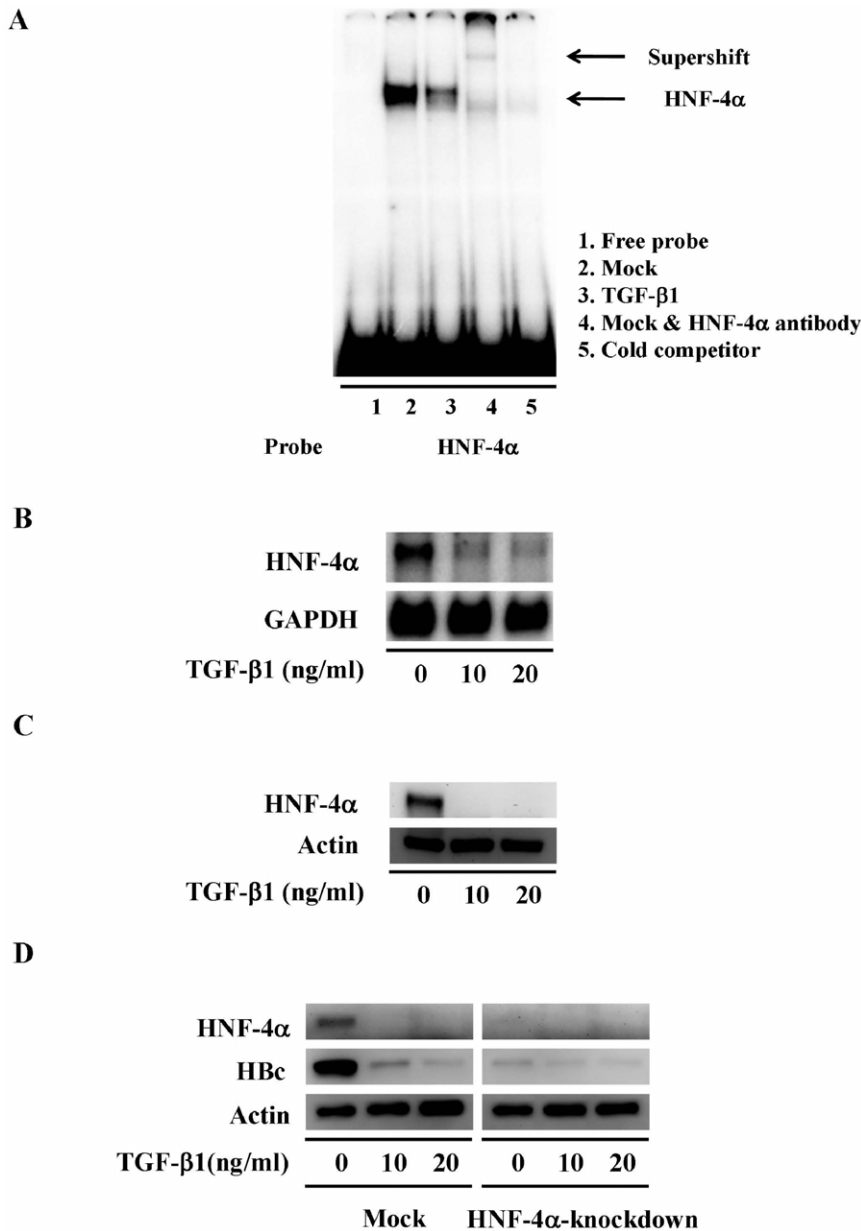 A
Supershift
HNF-4α
1. Free probe
2. Mock
3. TGF-β1
4. Mock & HNF-4α antibody
5. Cold competitor
1 2 3 4 5
Probe HNF-4α
B
HNF-4α
GAPDH
TGF-β1 (ng/ml) 0 10 20
C
HNF-4α
Actin
TGF-β1 (ng/ml) 0 10 20
D
HNF-4α
HBc
Actin
TGF-β1(ng/ml) 0 10 20 0 10 20
Mock HNF-4α-knockdown